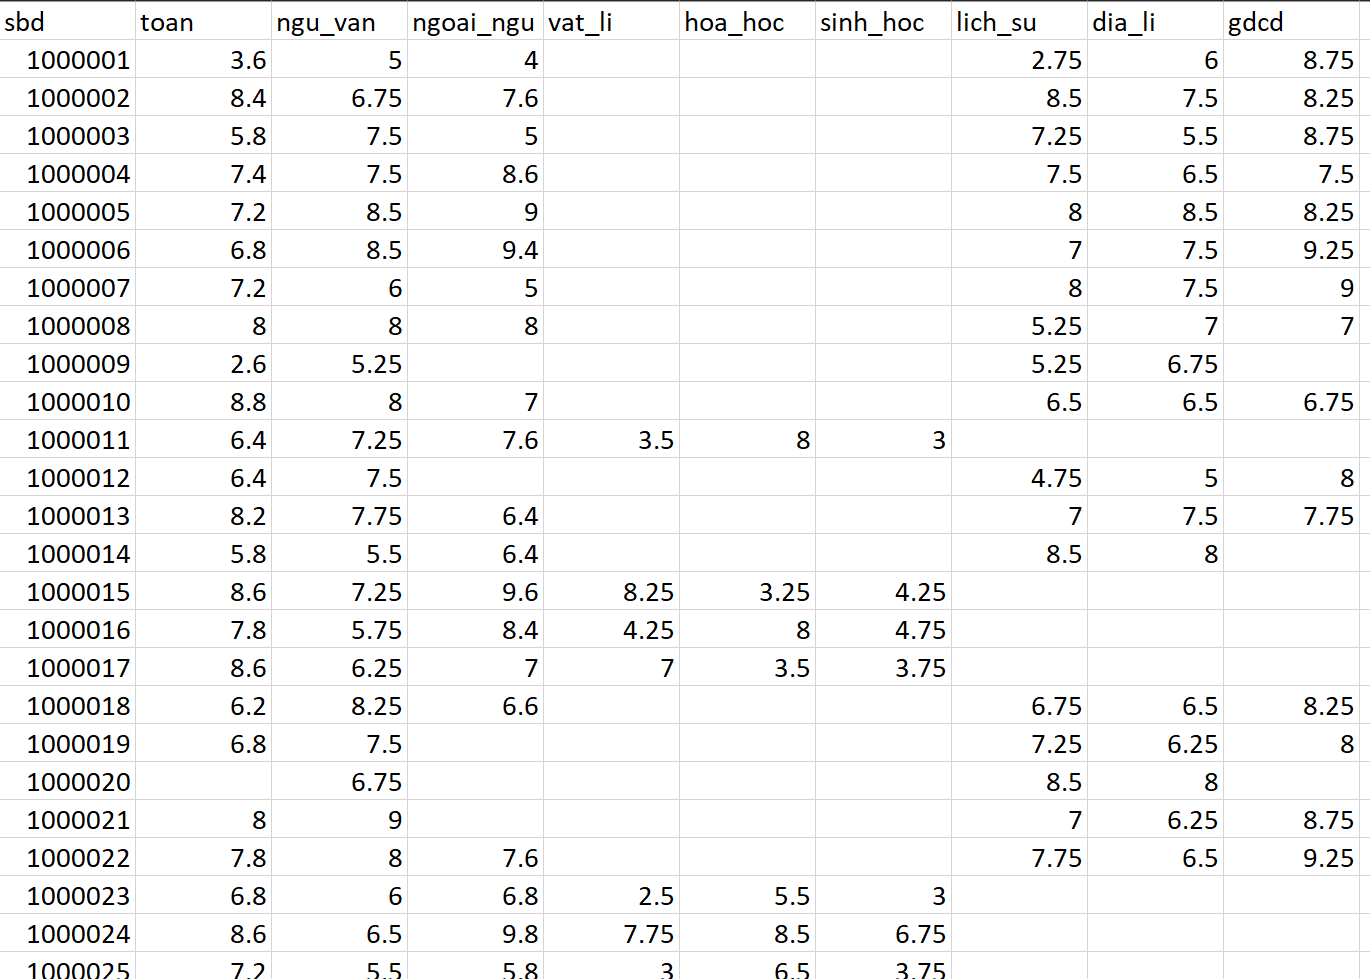 sbd toan ngu_van ngoai_ngu vat_li hoa_hoc sinh_hoc lich_su dia_li gdcd
1000001 3.6 5 4 2.75 6 8.75
1000002 8.4 6.75 7.6 8.5 7.5 8.25
1000003 5.8 7.5 5 7.25 5.5 8.75
1000004 7.4 7.5 8.6 7.5 6.5 7.5
1000005 7.2 8.5 9 8 8.5 8.25
1000006 6.8 8.5 9.4 7 7.5 9.25
1000007 7.2 6 5 8 7.5 9
1000008 8 8 8 5.25 7 7
1000009 2.6 5.25 5.25 6.75
1000010 8.8 8 7 6.5 6.5 6.75
1000011 6.4 7.25 7.6 3.5 8 3
1000012 6.4 7.5 4.75 5 8
1000013 8.2 7.75 6.4 7 7.5 7.75
1000014 5.8 5.5 6.4 8.5 8
1000015 8.6 7.25 9.6 8.25 3.25 4.25
1000016 7.8 5.75 8.4 4.25 8 4.75
1000017 8.6 6.25 7 7 3.5 3.75
1000018 6.2 8.25 6.6 6.75 6.5 8.25
1000019 6.8 7.5 7.25 6.25 8
1000020 6.75 8.5 8
1000021 8 9 7 6.25 8.75
1000022 7.8 8 7.6 7.75 6.5 9.25
1000023 6.8 6 6.8 2.5 5.5 3
1000024 8.6 6.5 9.8 7.75 8.5 6.75
1000025 7.2 5.5 5.8 3 6.5 3.75